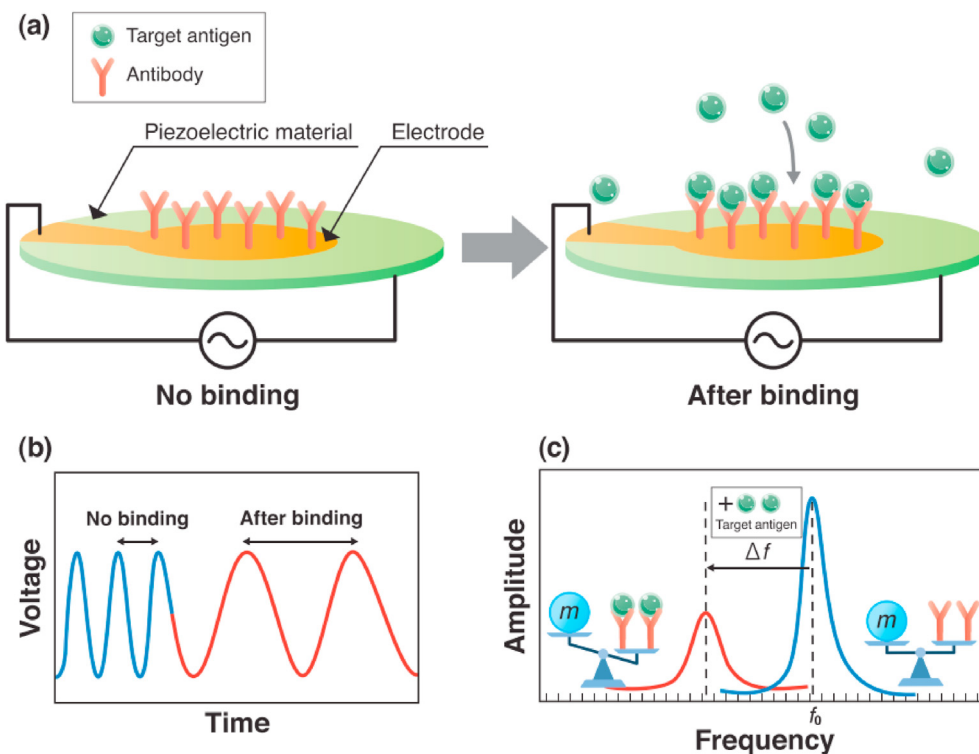 (a)
Target antigen
Antibody
Piezoelectric material
Electrode
No binding
After binding
(b)
No binding
After binding
Voltage
Time
(c)
+
Target antigen
Δf
m
m
Amplitude
f₀
Frequency